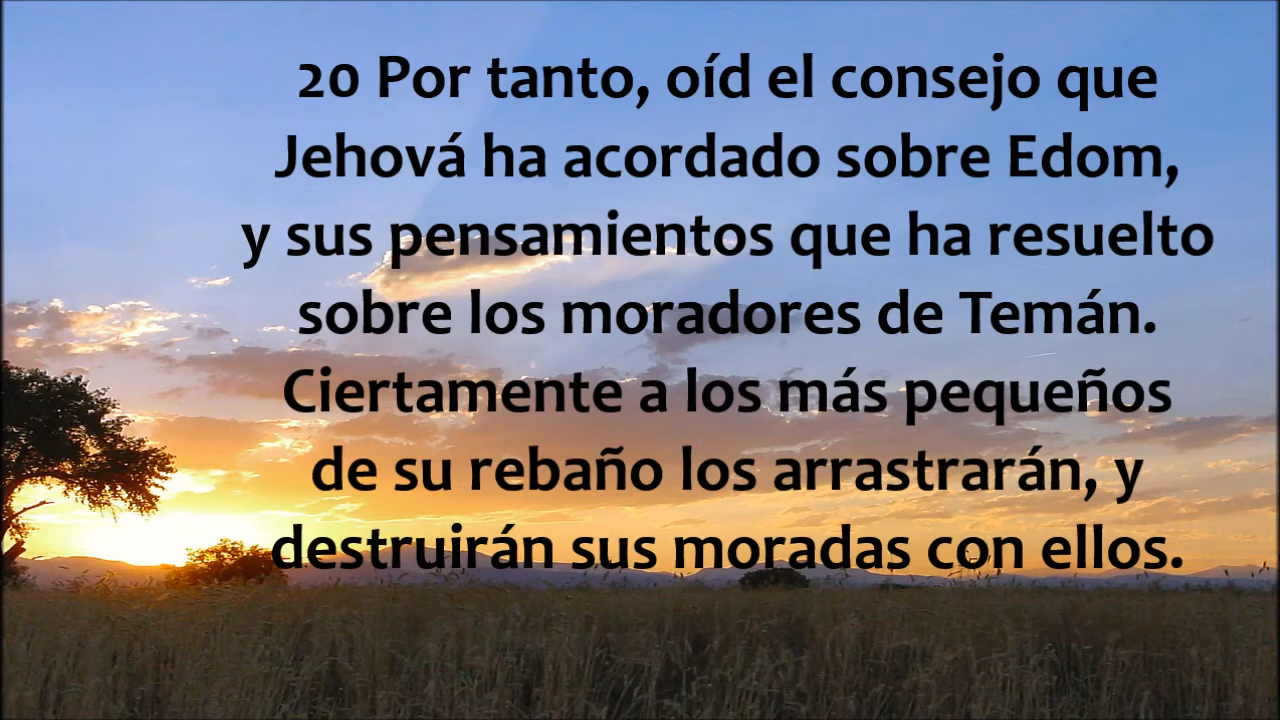 20 Por tanto, oíd el consejo que
Jehová ha acordado sobre Edom,
y sus pensamientos que ha resuelto
sobre los moradores de Temán.
Ciertamente a los más pequeños
de su rebaño los arrastrarán, y
destruirán sus moradas con ellos.